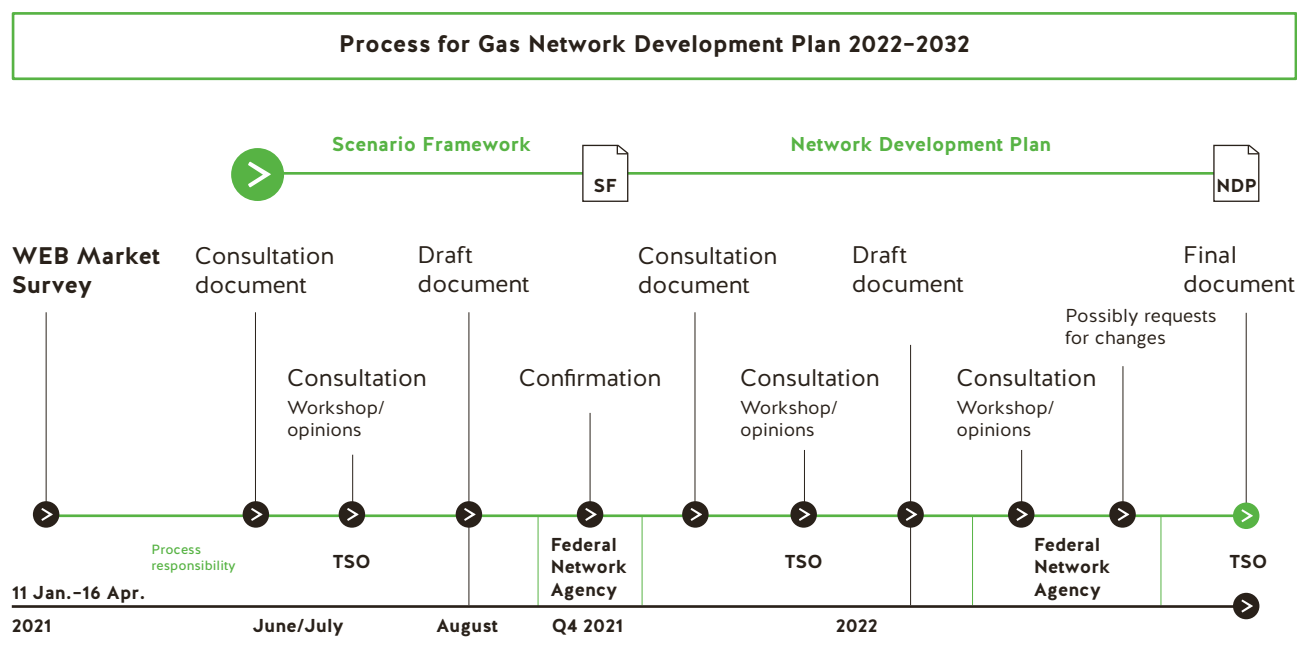 Process for Gas Network Development Plan 2022–2032
Scenario Framework
Network Development Plan
SF
NDP
WEB Market
Survey
Consultation
document
Draft
document
Consultation
document
Draft
document
Final
document
Possibly requests
for changes
Consultation
Workshop/
opinions
Confirmation
Consultation
Workshop/
opinions
Consultation
Workshop/
opinions
Process
responsibility
TSO
Federal
Network
Agency
TSO
Federal
Network
Agency
TSO
11 Jan.–16 Apr.
2021
June/July
August
Q4 2021
2022